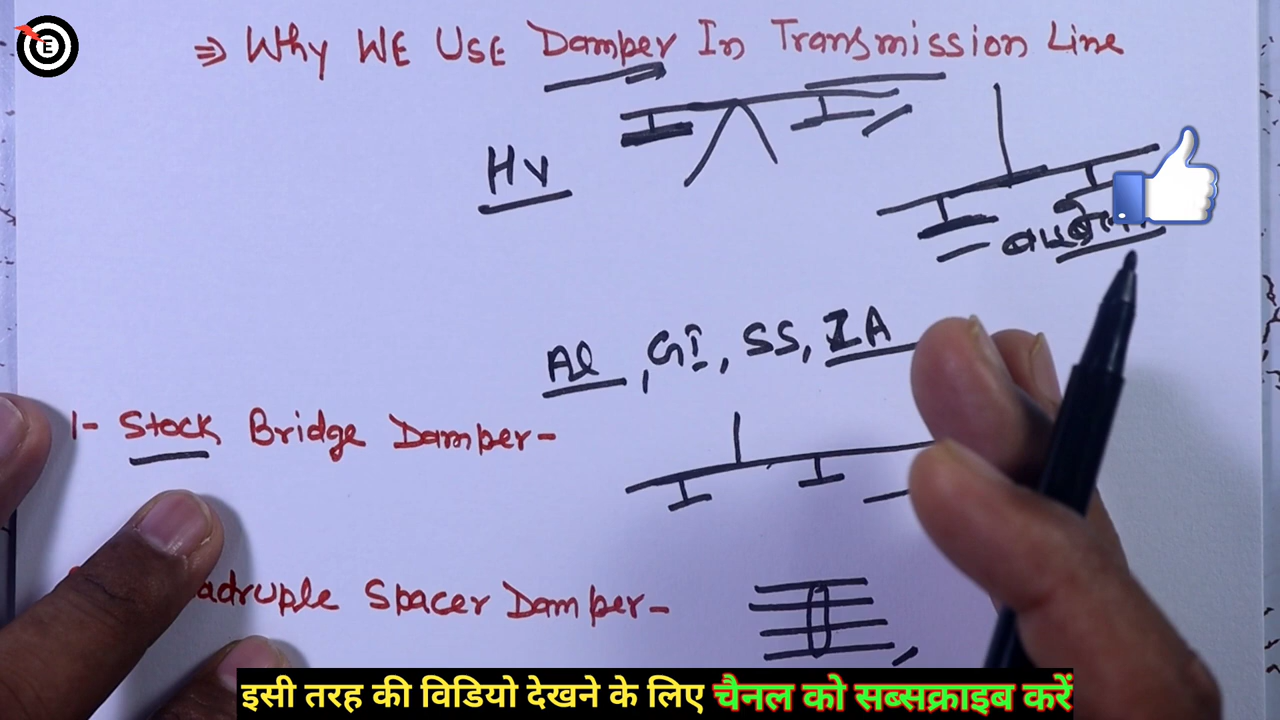 E
⇒ Why WE USE Damper In Transmission Line
Hv
Al, GI, SS, ZA
1- Stock Bridge Damper-
adruple Spacer Damper-
इसी तरह की विडियो देखने के लिए चैनल को सब्सक्राइब करें